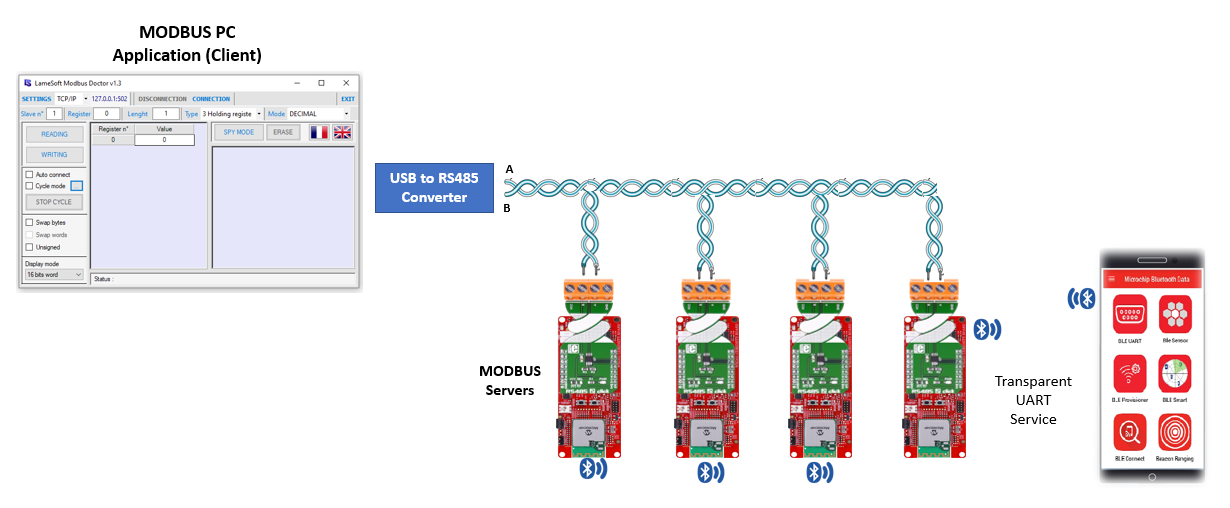 MODBUS PC
Application (Client)
LameSoft Modbus Doctor v1.3
SETTINGS TCP/IP 127.0.0.1:502 DISCONNECTION CONNECTION EXIT
Slave n° 1 Register 0 Lenght 1 Type 3 Holding registe Mode DECIMAL
READING
WRITING
Register n° Value
0 0
SPY MODE ERASE
Auto connect
Cycle mode
STOP CYCLE
Swap bytes
Swap words
Unsigned
Display mode
16 bits word
Status :
USB to RS485
Converter
A
B
MODBUS
Servers
Transparent
UART
Service
Microchip Bluetooth Data
BLE UART Ble Sensor
BLE Provisioner BLE Smart
BLE Connect Beacon Ranging